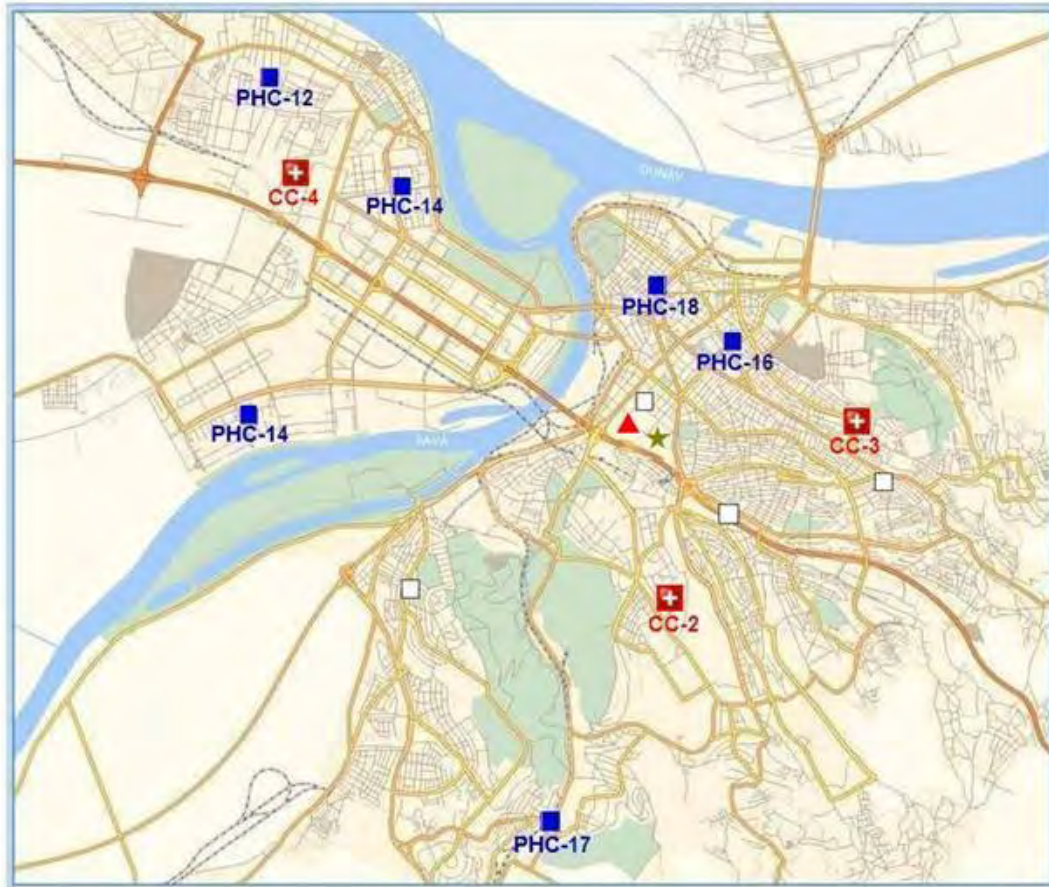 PHC-12
DUNAV
CC-4
PHC-14
PHC-18
PHC-16
PHC-14
SAVA
CC-3
CC-2
PHC-17